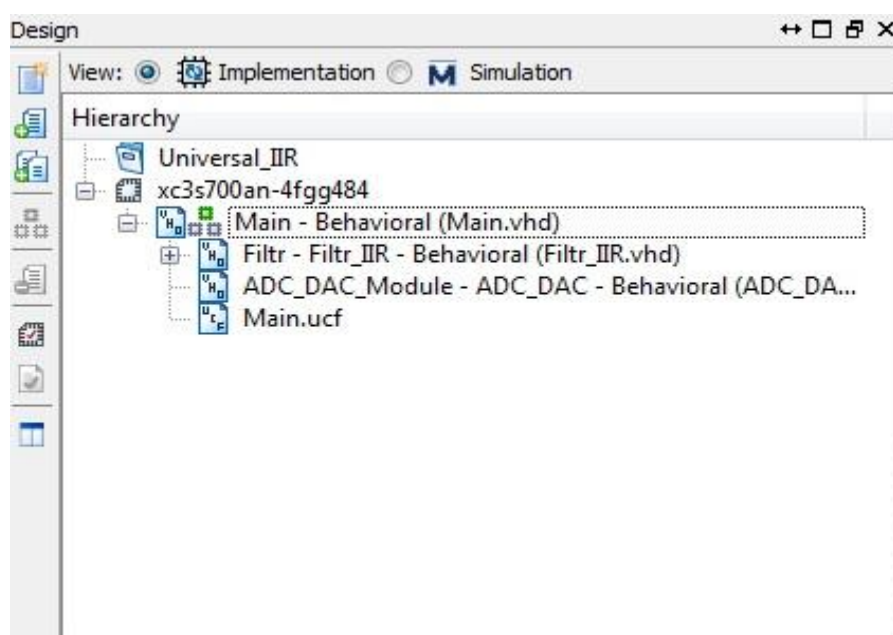 Design
View: Implementation Simulation
Hierarchy
Universal_IIR
xc3s700an-4fgg484
Main - Behavioral (Main.vhd)
Filtr - Filtr_IIR - Behavioral (Filtr_IIR.vhd)
ADC_DAC_Module - ADC_DAC - Behavioral (ADC_DA...
Main.ucf